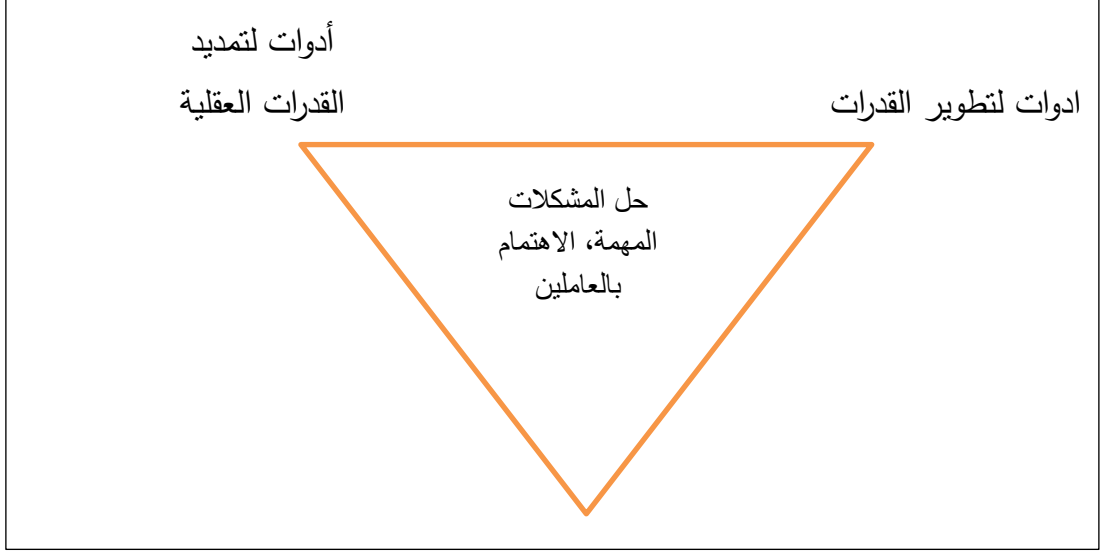 أدوات لتمديد
القدرات العقلية
ادوات لتطوير القدرات
حل المشكلات
المهمة، الاهتمام
بالعاملين